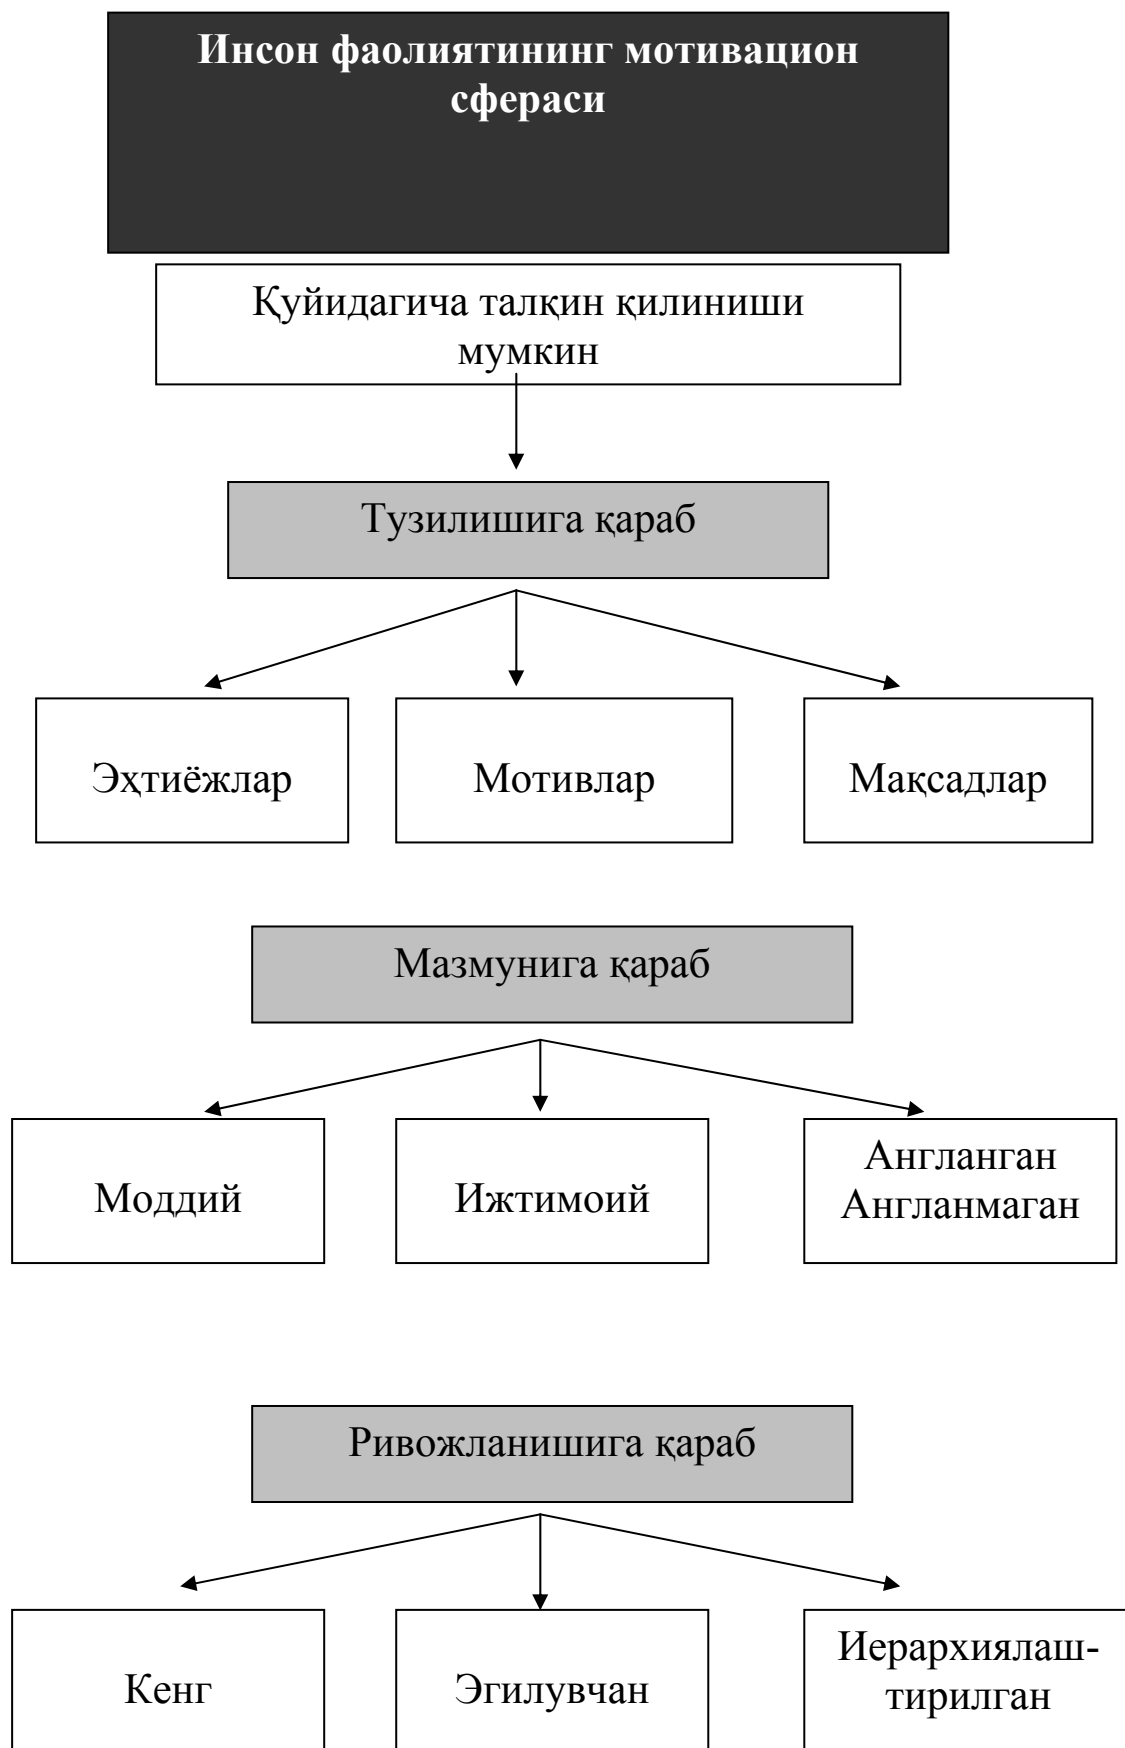 Инсон фаолиятининг мотивацион
сфераси
Қуйидагича талқин қилиниши
мумкин
Тузилишига қараб
Эҳтиёжлар
Мотивлар
Мақсадлар
Мазмунига қараб
Моддий
Ижтимоий
Англанган
Англанмаган
Ривожланишига қараб
Кенг
Эгилувчан
Иерархиялаш-
тирилган